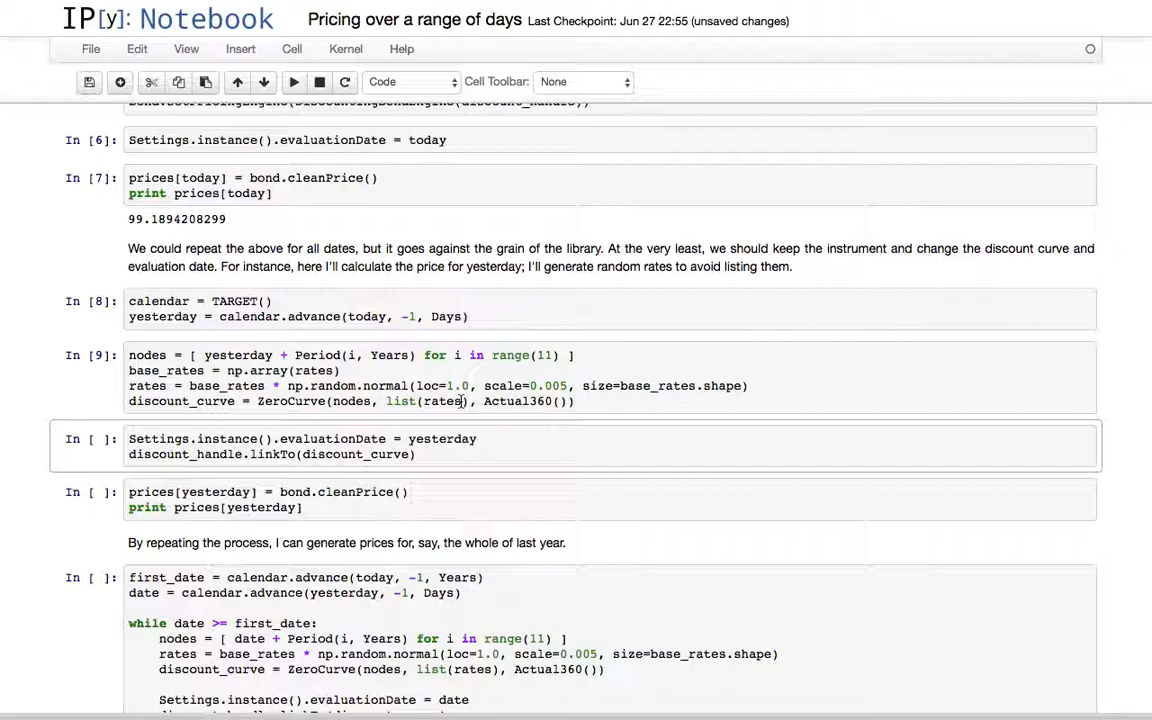 IP[y]: Notebook Pricing over a range of days Last Checkpoint: Jun 27 22:55 (unsaved changes)
File Edit View Insert Cell Kernel Help
Code Cell Toolbar: None
In [6]: Settings.instance().evaluationDate = today
In [7]: prices[today] = bond.cleanPrice()
print prices[today]
99.1894208299
We could repeat the above for all dates, but it goes against the grain of the library. At the very least, we should keep the instrument and change the discount curve and
evaluation date. For instance, here I'll calculate the price for yesterday; I'll generate random rates to avoid listing them.
In [8]: calendar = TARGET()
yesterday = calendar.advance(today, -1, Days)
In [9]: nodes = [ yesterday + Period(i, Years) for i in range(11) ]
base_rates = np.array(rates)
rates = base_rates * np.random.normal(loc=1.0, scale=0.005, size=base_rates.shape)
discount_curve = ZeroCurve(nodes, list(rates), Actual360())
In [ ]: Settings.instance().evaluationDate = yesterday
discount_handle.linkTo(discount_curve)
In [ ]: prices[yesterday] = bond.cleanPrice()
print prices[yesterday]
By repeating the process, I can generate prices for, say, the whole of last year.
In [ ]: first_date = calendar.advance(today, -1, Years)
date = calendar.advance(yesterday, -1, Days)
while date >= first_date:
nodes = [ date + Period(i, Years) for i in range(11) ]
rates = base_rates * np.random.normal(loc=1.0, scale=0.005, size=base_rates.shape)
discount_curve = ZeroCurve(nodes, list(rates), Actual360())
Settings.instance().evaluationDate = date